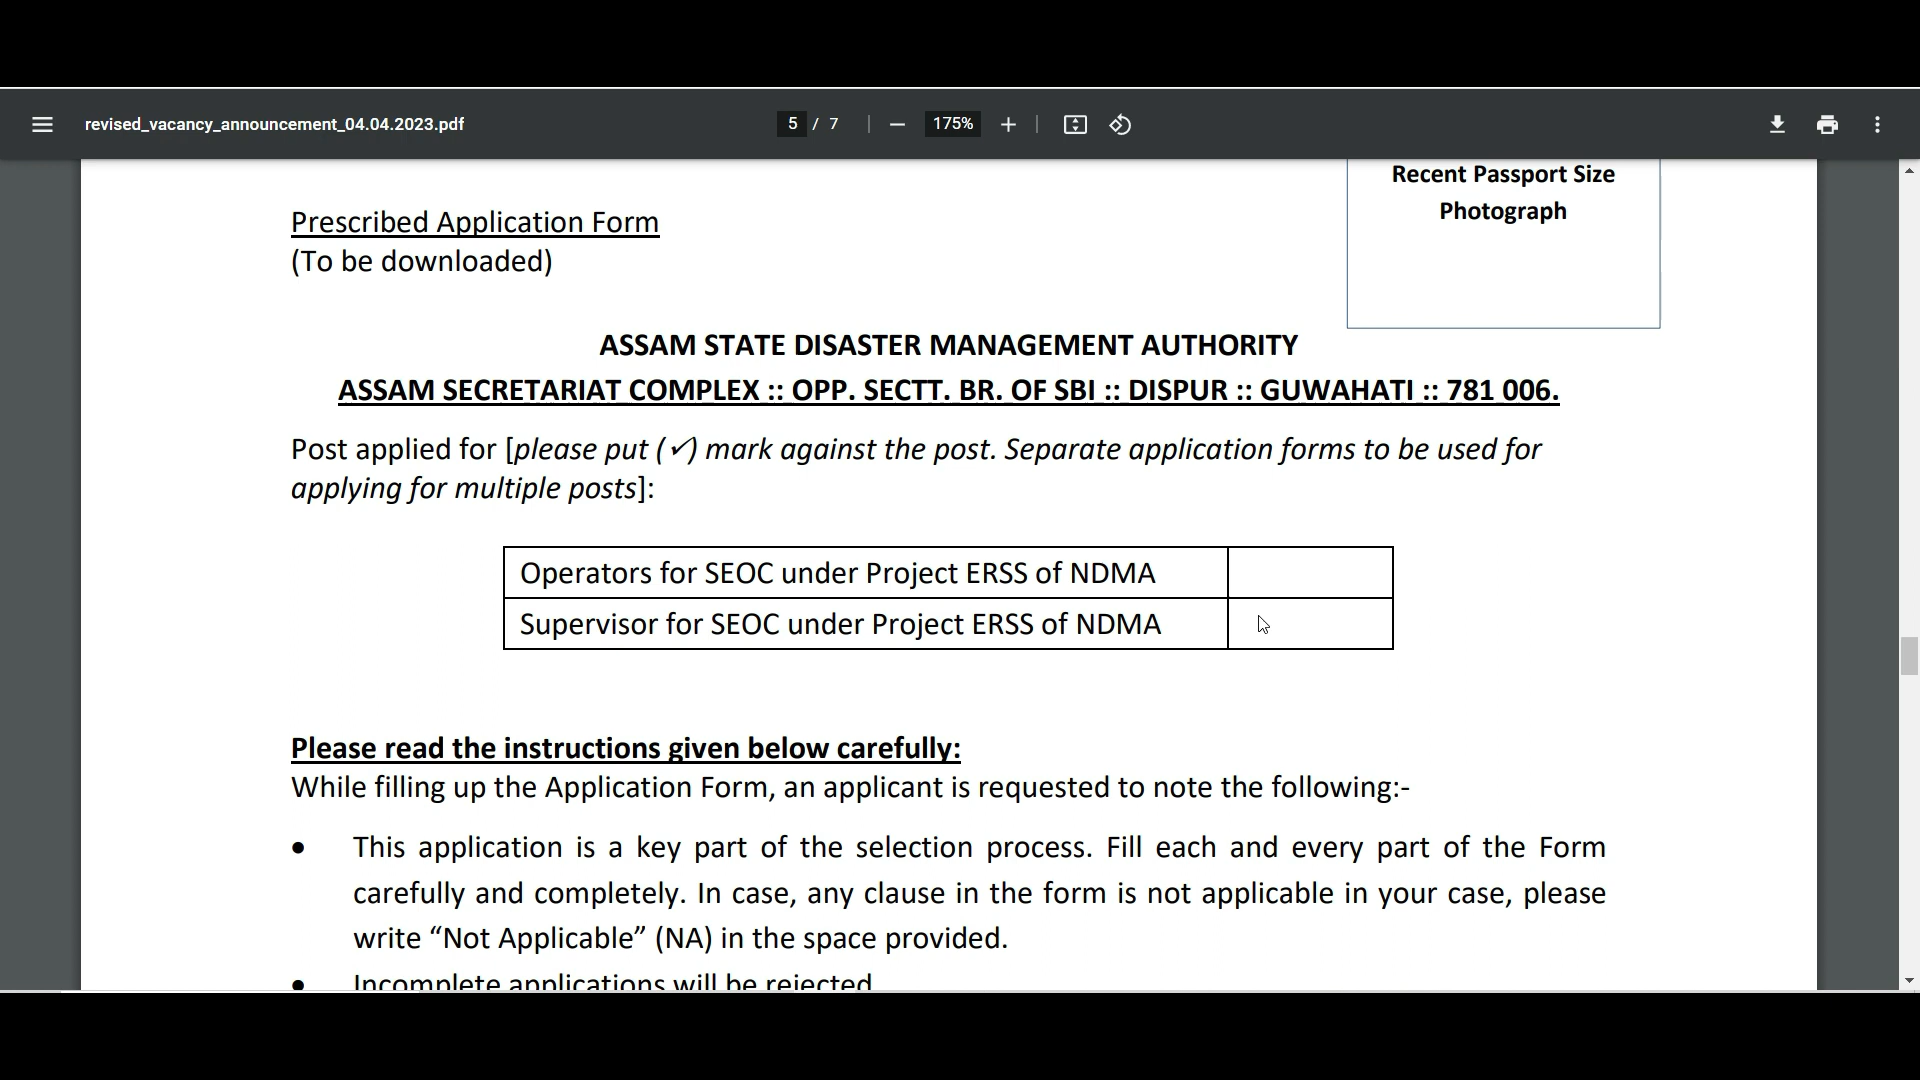 revised_vacancy_announcement_04.04.2023.pdf
5 / 7
175%
Recent Passport Size
Photograph
Prescribed Application Form
(To be downloaded)
ASSAM STATE DISASTER MANAGEMENT AUTHORITY
ASSAM SECRETARIAT COMPLEX :: OPP. SECTT. BR. OF SBI :: DISPUR :: GUWAHATI :: 781 006.
Post applied for [please put (✓) mark against the post. Separate application forms to be used for
applying for multiple posts]:
Operators for SEOC under Project ERSS of NDMA
Supervisor for SEOC under Project ERSS of NDMA
Please read the instructions given below carefully:
While filling up the Application Form, an applicant is requested to note the following:-
• This application is a key part of the selection process. Fill each and every part of the Form
carefully and completely. In case, any clause in the form is not applicable in your case, please
write “Not Applicable” (NA) in the space provided.
• Incomplete applications will be rejected